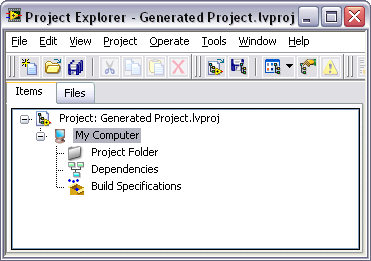 Project Explorer - Generated Project.lvproj
File Edit View Project Operate Tools Window Help
Items Files
Project: Generated Project.lvproj
My Computer
Project Folder
Dependencies
Build Specifications